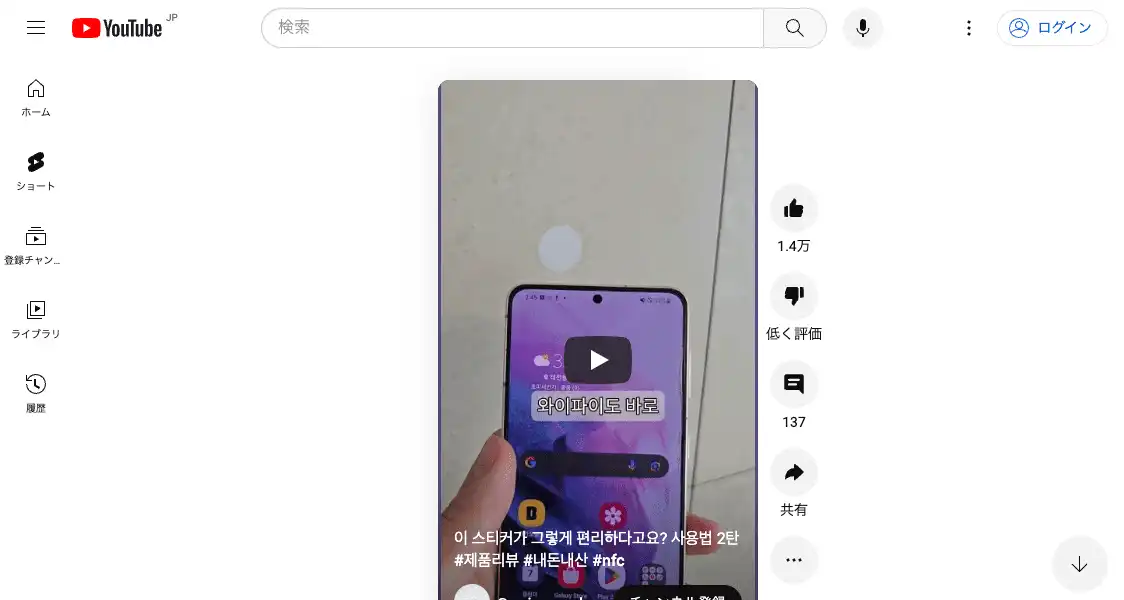 YouTube JP
検索
ログイン
ホーム
ショート
登録チャン...
ライブラリ
履歴
와이파이도 바로
이 스티커가 그렇게 편리하다고요? 사용법 2탄
#제품리뷰 #내돈내산 #nfc
1.4万
低く評価
137
共有